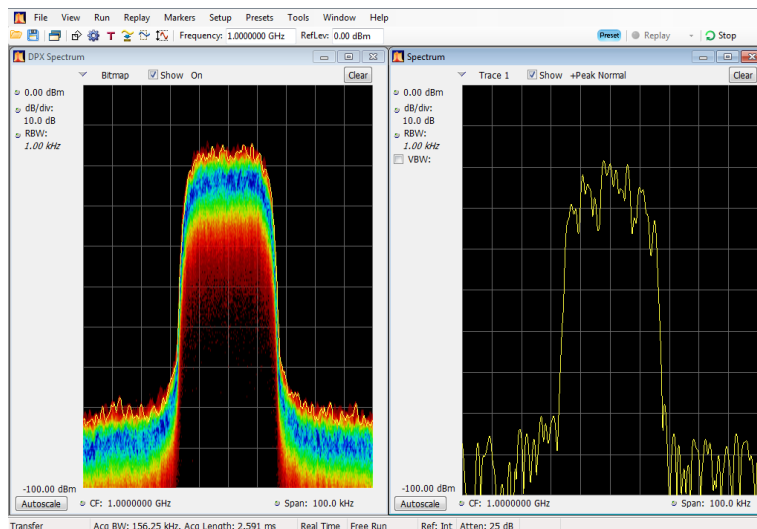 File View Run Replay Markers Setup Presets Tools Window Help
T Frequency: 1.0000000 GHz RefLev: 0.00 dBm Preset Replay Stop
DPX Spectrum
Bitmap Show On Clear
0.00 dBm
dB/div:
10.0 dB
RBW:
1.00 kHz
-100.00 dBm
Autoscale CF: 1.0000000 GHz Span: 100.0 kHz
Spectrum
Trace 1 Show +Peak Normal Clear
0.00 dBm
dB/div:
10.0 dB
RBW:
1.00 kHz
VBW:
-100.00 dBm
Autoscale CF: 1.0000000 GHz Span: 100.0 kHz
Transfer Acq BW: 156.25 kHz, Acq Length: 2.591 ms Real Time Free Run Ref: Int Atten: 25 dB